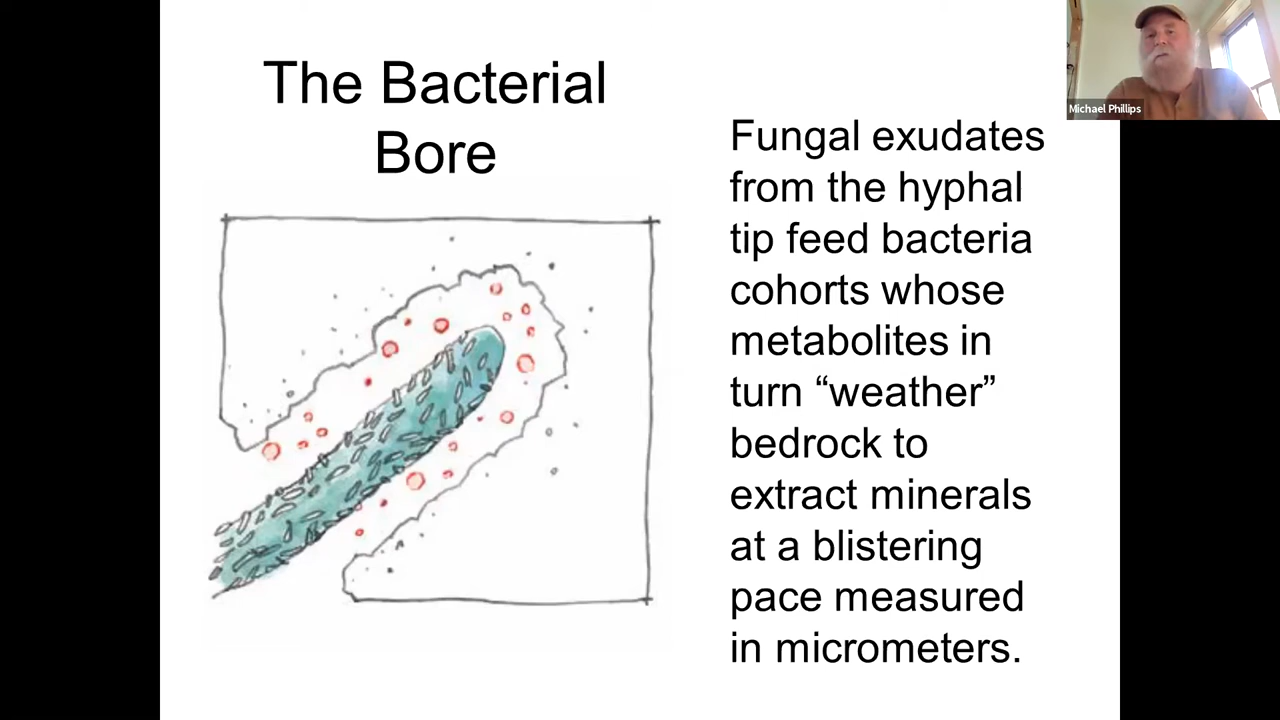 The Bacterial
Bore
Michael Phillips
Fungal exudates
from the hyphal
tip feed bacteria
cohorts whose
metabolites in
turn “weather”
bedrock to
extract minerals
at a blistering
pace measured
in micrometers.